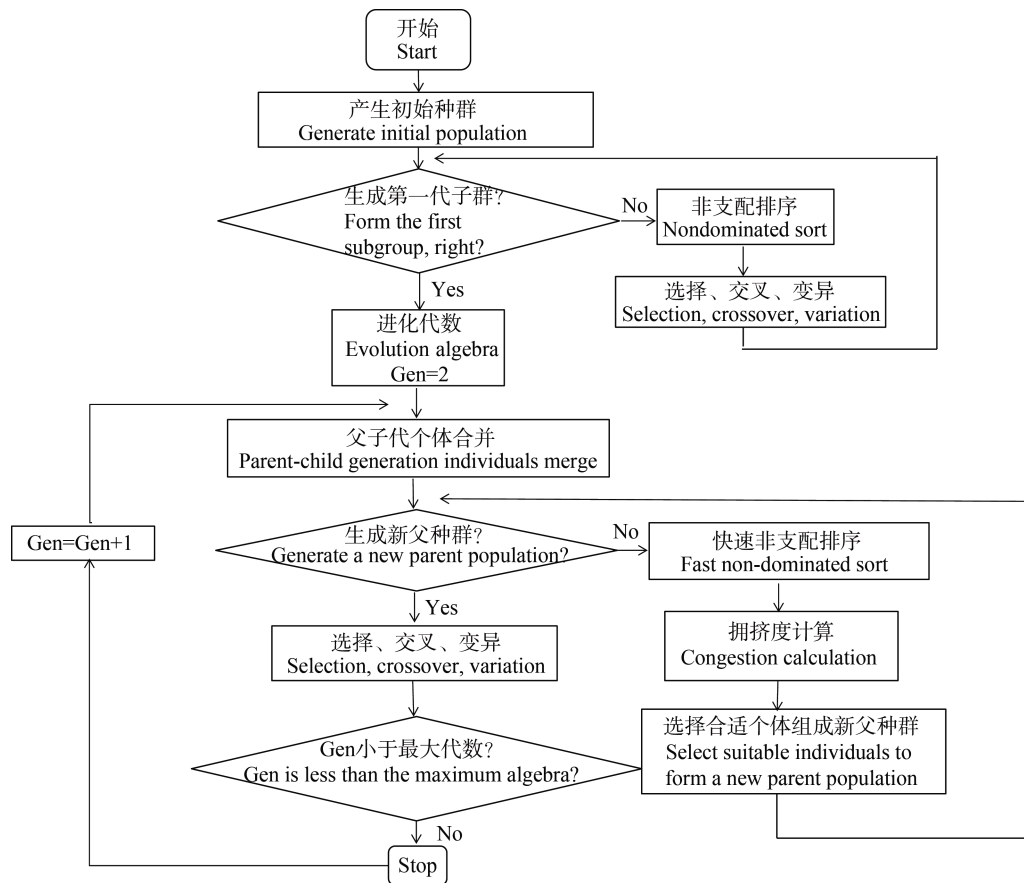 开始
Start
产生初始种群
Generate initial population
生成第一代子群?
Form the first
subgroup, right?
No
非支配排序
Nondominated sort
选择、交叉、变异
Selection, crossover, variation
Yes
进化代数
Evolution algebra
Gen=2
父子代个体合并
Parent-child generation individuals merge
Gen=Gen+1
生成新父种群?
Generate a new parent population?
No
快速非支配排序
Fast non-dominated sort
Yes
选择、交叉、变异
Selection, crossover, variation
拥挤度计算
Congestion calculation
Gen小于最大代数?
Gen is less than the maximum algebra?
选择合适个体组成新父种群
Select suitable individuals to
form a new parent population
No
Stop